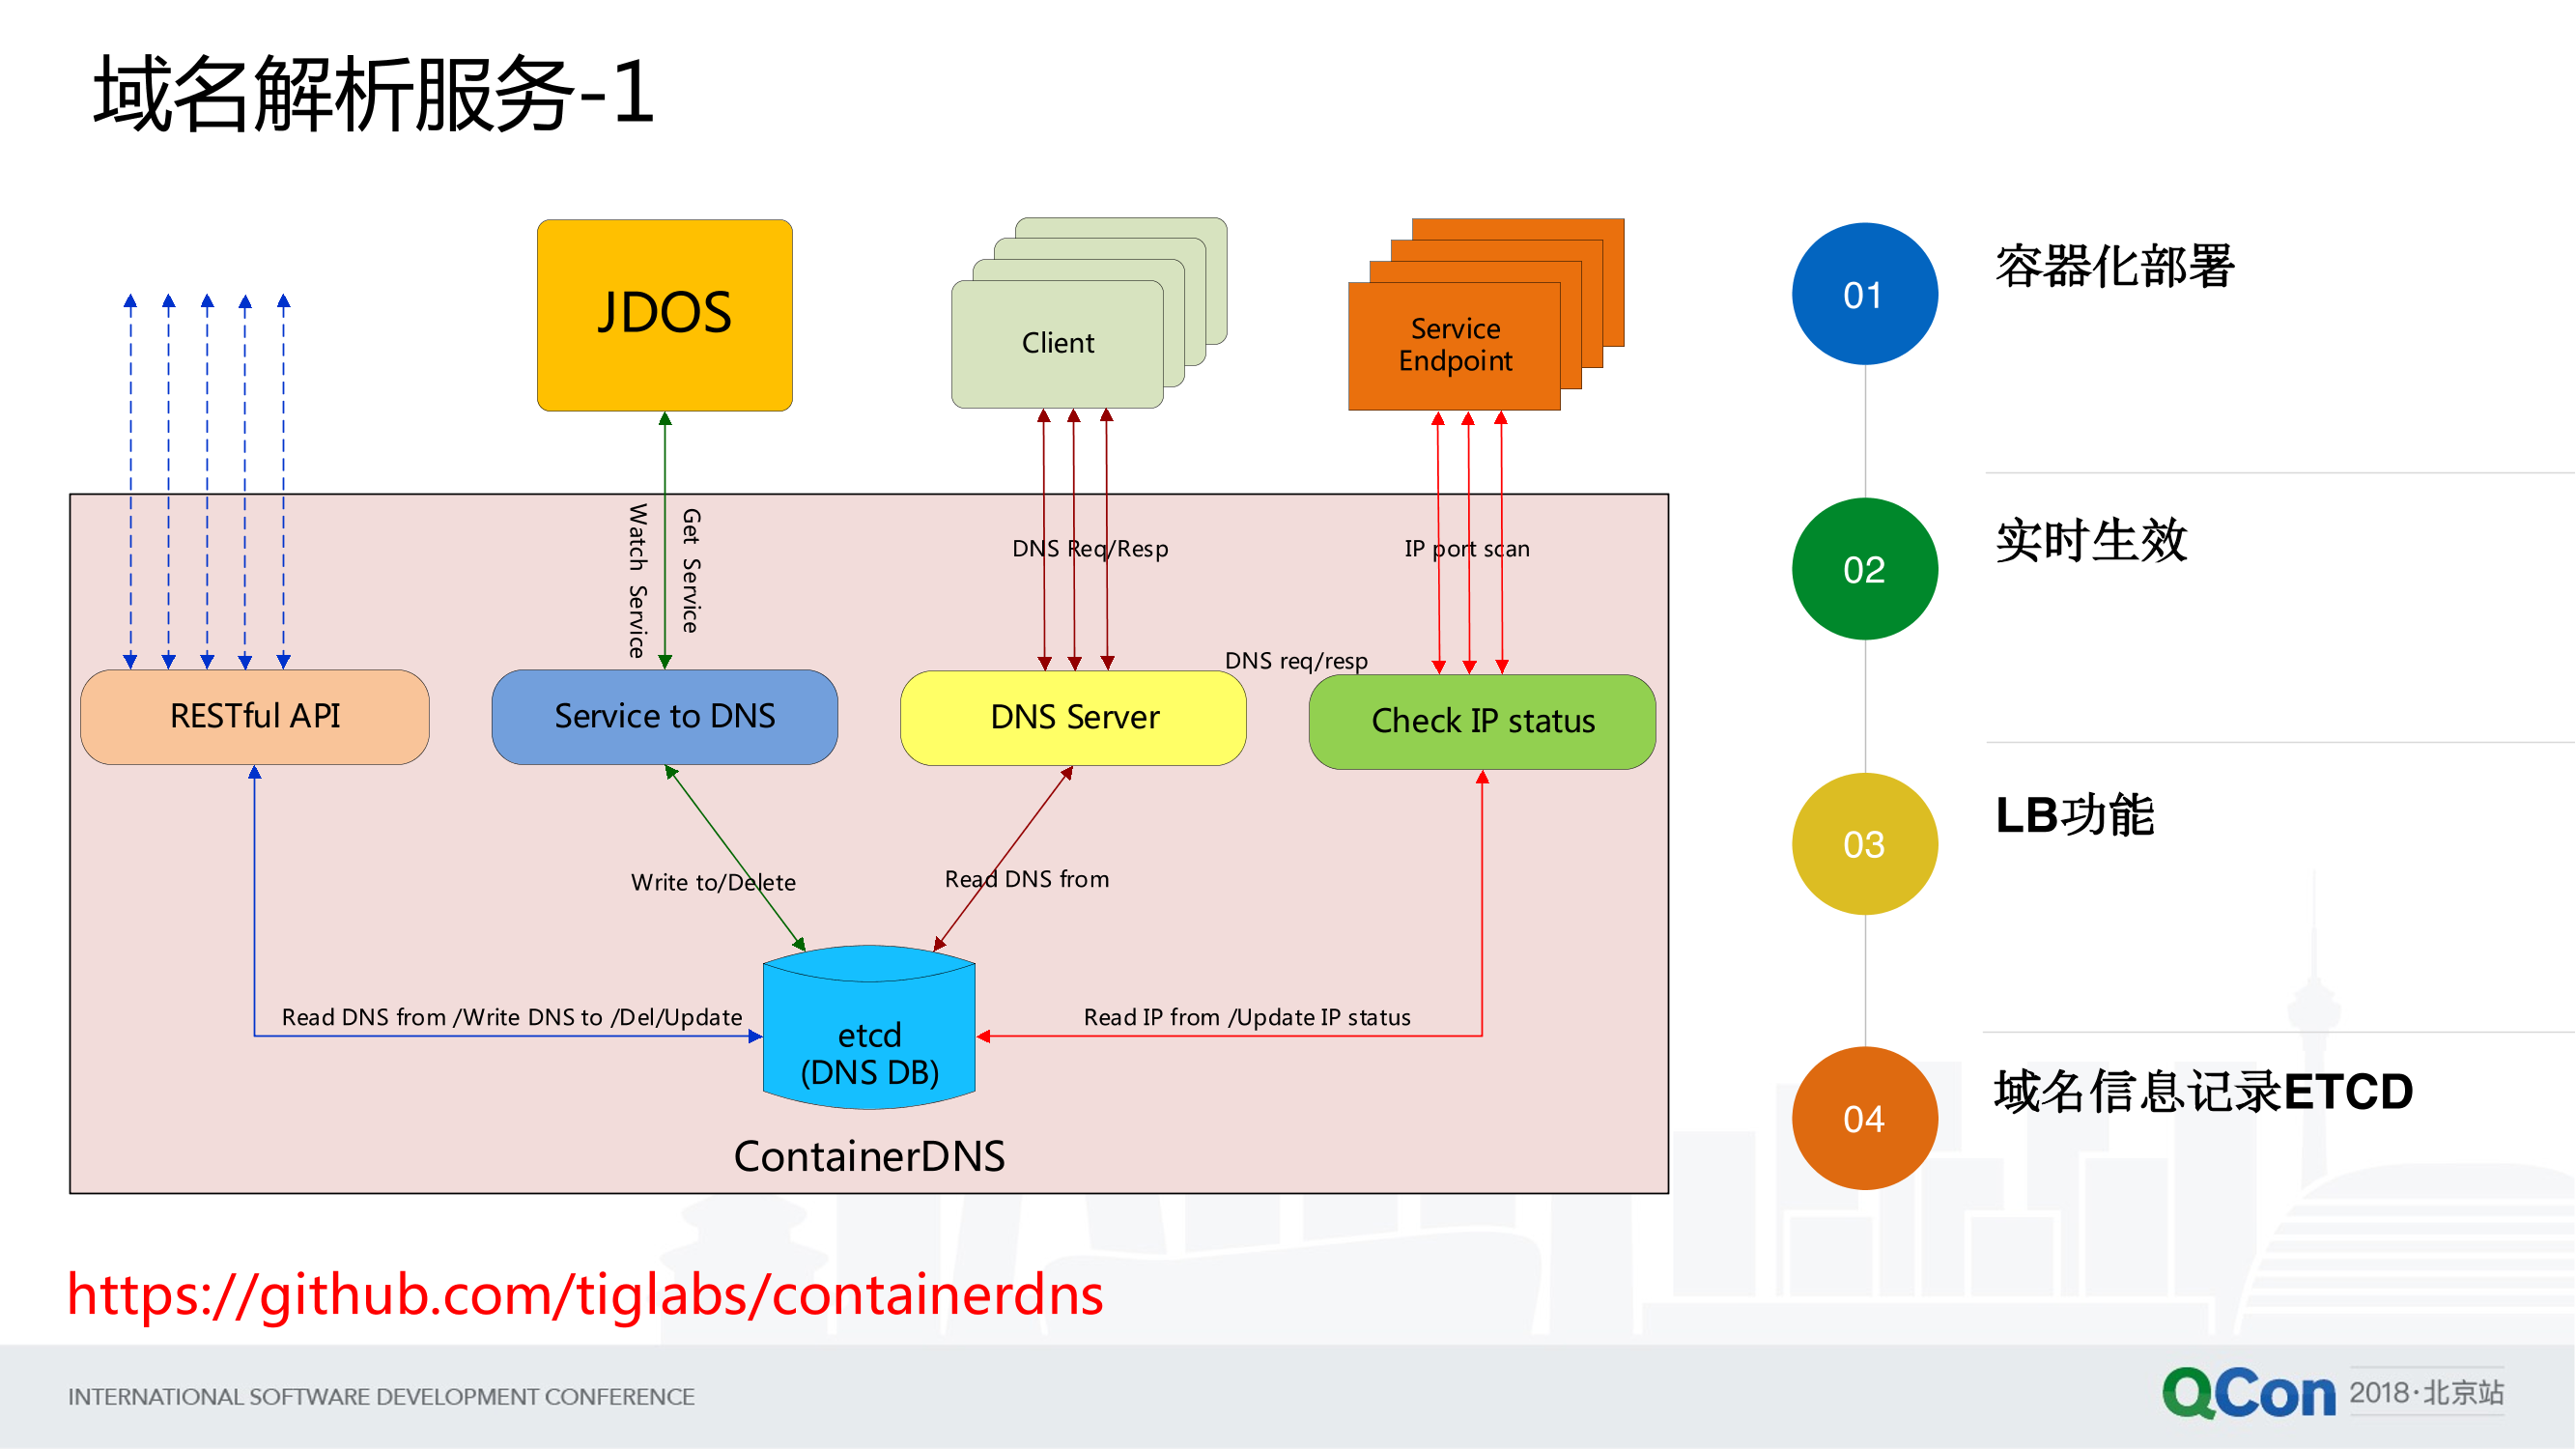 域名解析服务-1
JDOS
Client
Service
Endpoint
Watch Service
Get Service
DNS Req/Resp
IP port scan
DNS req/resp
RESTful API
Service to DNS
DNS Server
Check IP status
Write to/Delete
Read DNS from
Read DNS from /Write DNS to /Del/Update
Read IP from /Update IP status
etcd
(DNS DB)
ContainerDNS
01
容器化部署
02
实时生效
03
LB功能
04
域名信息记录ETCD
https://github.com/tiglabs/containerdns
INTERNATIONAL SOFTWARE DEVELOPMENT CONFERENCE
QCon 2018·北京站